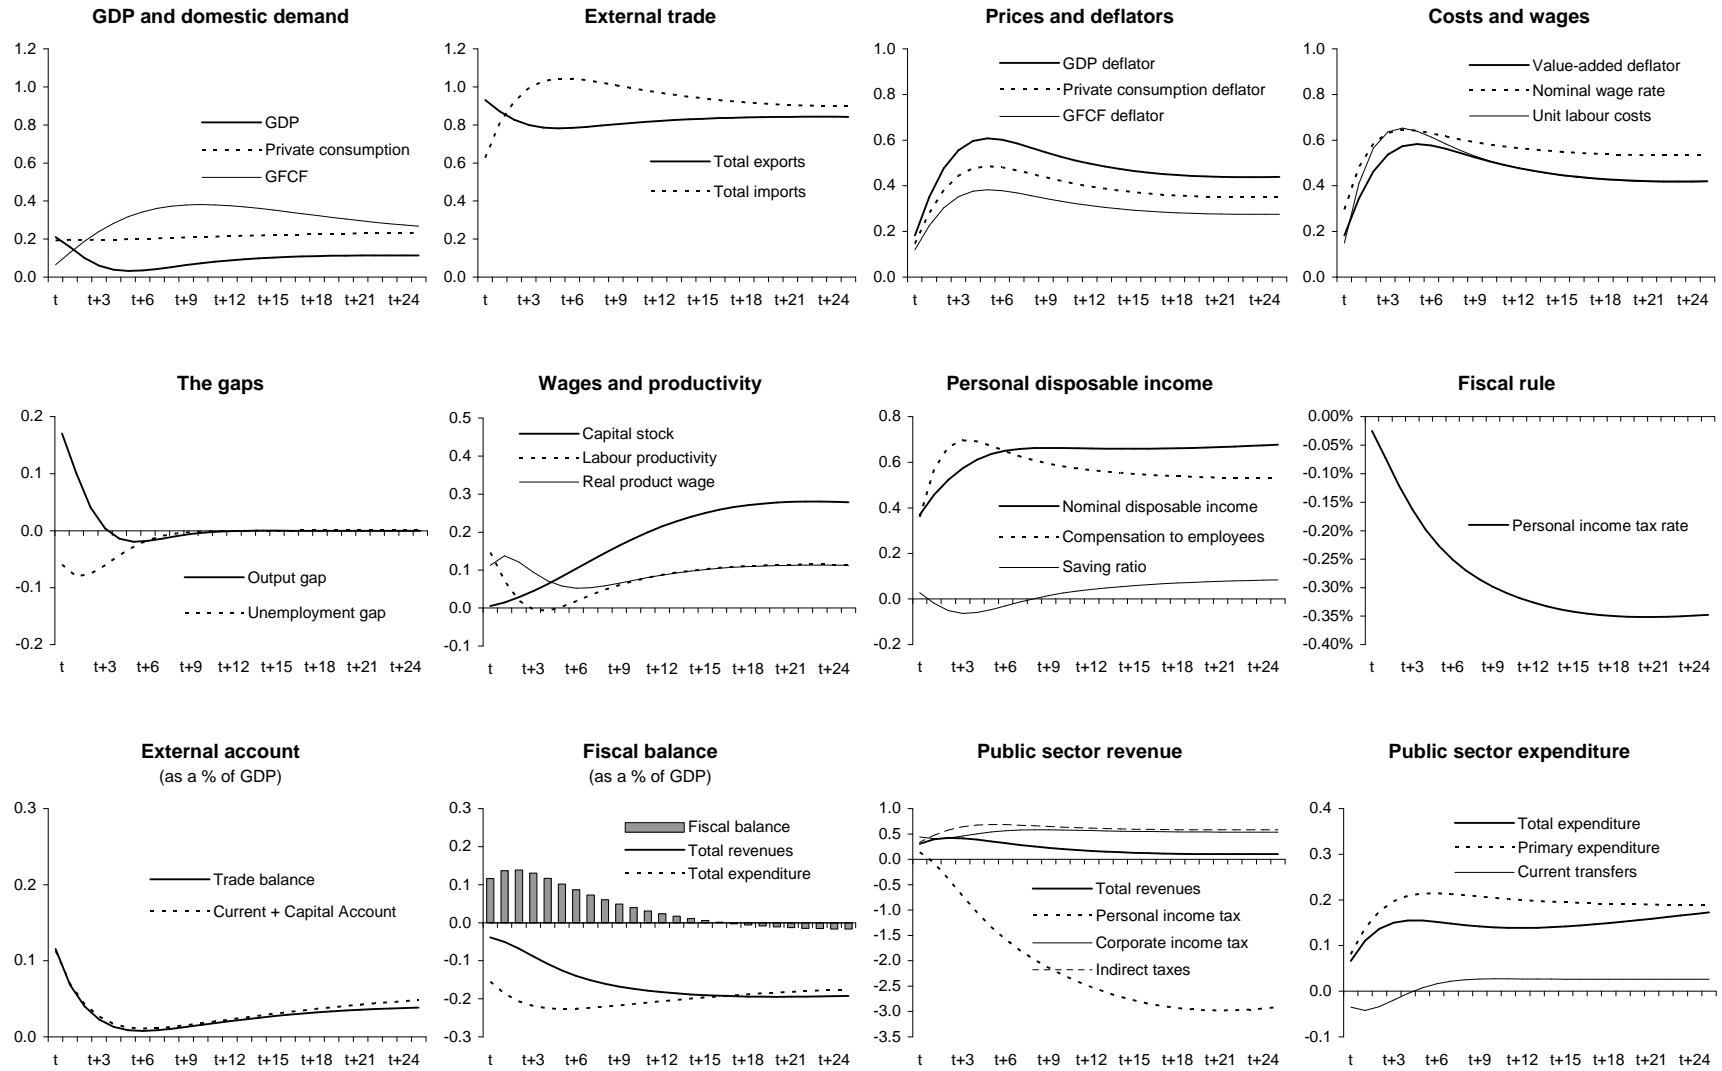 GDP and domestic demand
1.2
1.0
0.8
0.6
0.4
0.2
0.0
GDP
Private consumption
GFCF
t t+3 t+6 t+9 t+12 t+15 t+18 t+21 t+24
External trade
1.2
1.0
0.8
0.6
0.4
0.2
0.0
Total exports
Total imports
t t+3 t+6 t+9 t+12 t+15 t+18 t+21 t+24
Prices and deflators
1.0
0.8
0.6
0.4
0.2
0.0
GDP deflator
Private consumption deflator
GFCF deflator
t t+3 t+6 t+9 t+12 t+15 t+18 t+21 t+24
Costs and wages
1.0
0.8
0.6
0.4
0.2
0.0
Value-added deflator
Nominal wage rate
Unit labour costs
t t+3 t+6 t+9 t+12 t+15 t+18 t+21 t+24
The gaps
0.2
0.1
0.0
-0.1
-0.2
Output gap
Unemployment gap
t t+3 t+6 t+9 t+12 t+15 t+18 t+21 t+24
Wages and productivity
0.5
0.4
0.3
0.2
0.1
0.0
-0.1
Capital stock
Labour productivity
Real product wage
t t+3 t+6 t+9 t+12 t+15 t+18 t+21 t+24
Personal disposable income
0.8
0.6
0.4
0.2
0.0
-0.2
Nominal disposable income
Compensation to employees
Saving ratio
t t+3 t+6 t+9 t+12 t+15 t+18 t+21 t+24
Fiscal rule
0.00%
-0.05%
-0.10%
-0.15%
-0.20%
-0.25%
-0.30%
-0.35%
-0.40%
Personal income tax rate
t t+3 t+6 t+9 t+12 t+15 t+18 t+21 t+24
External account
(as a % of GDP)
0.3
0.2
0.1
0.0
Trade balance
Current + Capital Account
t t+3 t+6 t+9 t+12 t+15 t+18 t+21 t+24
Fiscal balance
(as a % of GDP)
0.3
0.2
0.1
0.0
-0.1
-0.2
-0.3
Fiscal balance
Total revenues
Total expenditure
t t+3 t+6 t+9 t+12 t+15 t+18 t+21 t+24
Public sector revenue
1.0
0.5
0.0
-0.5
-1.0
-1.5
-2.0
-2.5
-3.0
-3.5
Total revenues
Personal income tax
Corporate income tax
Indirect taxes
t t+3 t+6 t+9 t+12 t+15 t+18 t+21 t+24
Public sector expenditure
0.4
0.3
0.2
0.1
0.0
-0.1
Total expenditure
Primary expenditure
Current transfers
t t+3 t+6 t+9 t+12 t+15 t+18 t+21 t+24